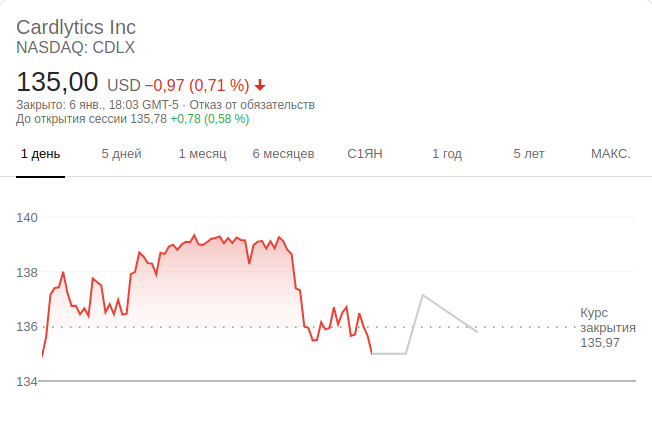 Cardlytics Inc
NASDAQ: CDLX
135,00 USD −0,97 (0,71 %)
Закрыто: 6 янв., 18:03 GMT-5 · Отказ от обязательств
До открытия сессии 135,78 +0,78 (0,58 %)
1 день 5 дней 1 месяц 6 месяцев С1ЯН 1 год 5 лет МАКС.
140
138
136
134
Курс
закрытия
135,97